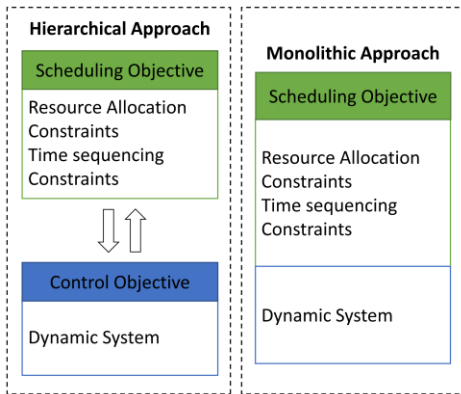 Hierarchical Approach
Scheduling Objective
Resource Allocation
Constraints
Time sequencing
Constraints
Control Objective
Dynamic System
Monolithic Approach
Scheduling Objective
Resource Allocation
Constraints
Time sequencing
Constraints
Dynamic System